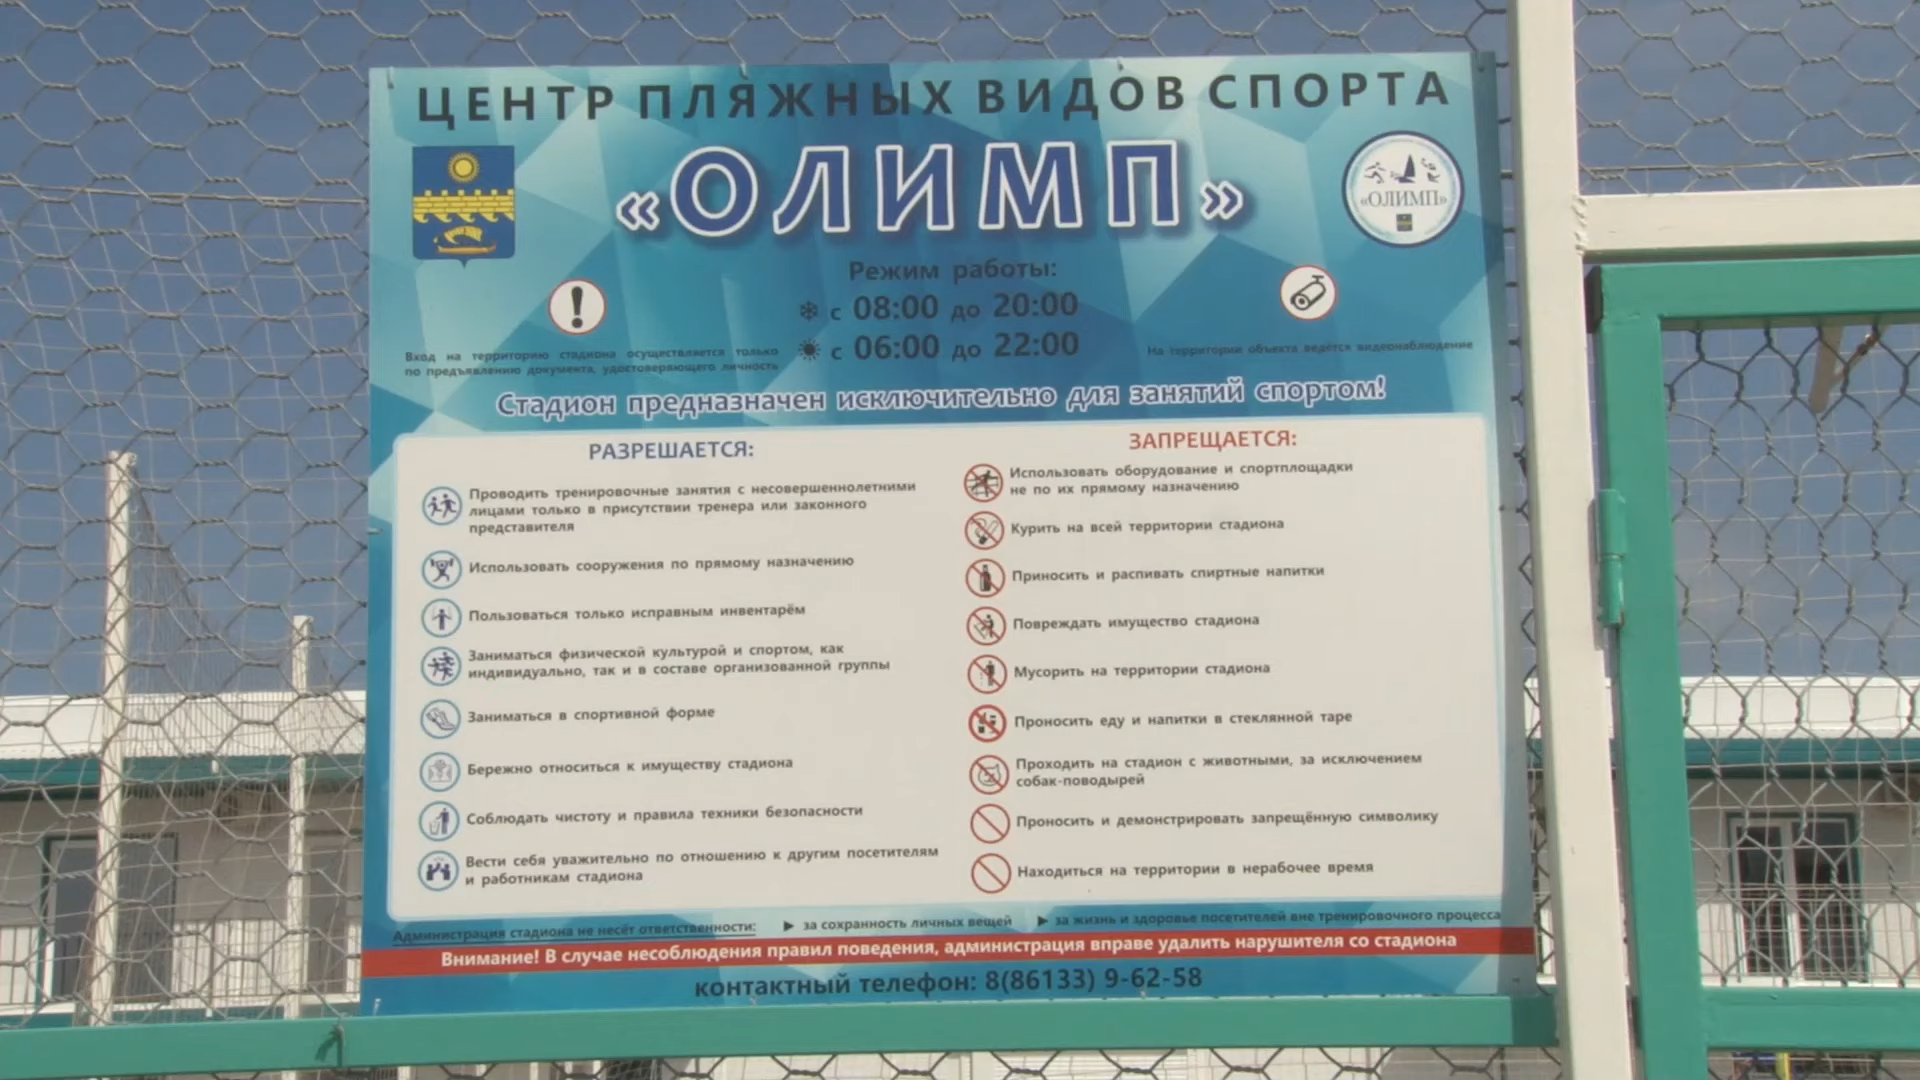 ЦЕНТР ПЛЯЖНЫХ ВИДОВ СПОРТА
«ОЛИМП»
«ОЛИМП»
Режим работы:
с 08:00 до 20:00
с 06:00 до 22:00
Вход на территорию стадиона осуществляется только
по предъявлению документа, удостоверяющего личность
На территории объекта ведётся видеонаблюдение
Стадион предназначен исключительно для занятий спортом!
РАЗРЕШАЕТСЯ:
Проводить тренировочные занятия с несовершеннолетними
лицами только в присутствии тренера или законного
представителя
Использовать сооружения по прямому назначению
Пользоваться только исправным инвентарём
Заниматься физической культурой и спортом, как
индивидуально, так и в составе организованной группы
Заниматься в спортивной форме
Бережно относиться к имуществу стадиона
Соблюдать чистоту и правила техники безопасности
Вести себя уважительно по отношению к другим посетителям
и работникам стадиона
ЗАПРЕЩАЕТСЯ:
Использовать оборудование и спортплощадки
не по их прямому назначению
Курить на всей территории стадиона
Приносить и распивать спиртные напитки
Повреждать имущество стадиона
Мусорить на территории стадиона
Проносить еду и напитки в стеклянной таре
Проходить на стадион с животными, за исключением
собак-поводырей
Проносить и демонстрировать запрещённую символику
Находиться на территории в нерабочее время
Администрация стадиона не несёт ответственности: ► за сохранность личных вещей ► за жизнь и здоровье посетителей вне тренировочного процесса
Внимание! В случае несоблюдения правил поведения, администрация вправе удалить нарушителя со стадиона
контактный телефон: 8(86133) 9-62-58